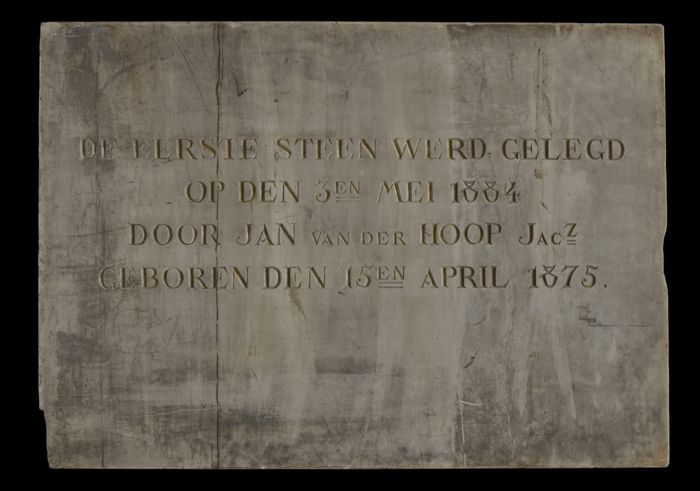 DE EERSTE STEEN WERD GELEGD
OP DEN 3EN MEI 1884
DOOR JAN VAN DER HOOP JACZ
GEBOREN DEN 15EN APRIL 1875.